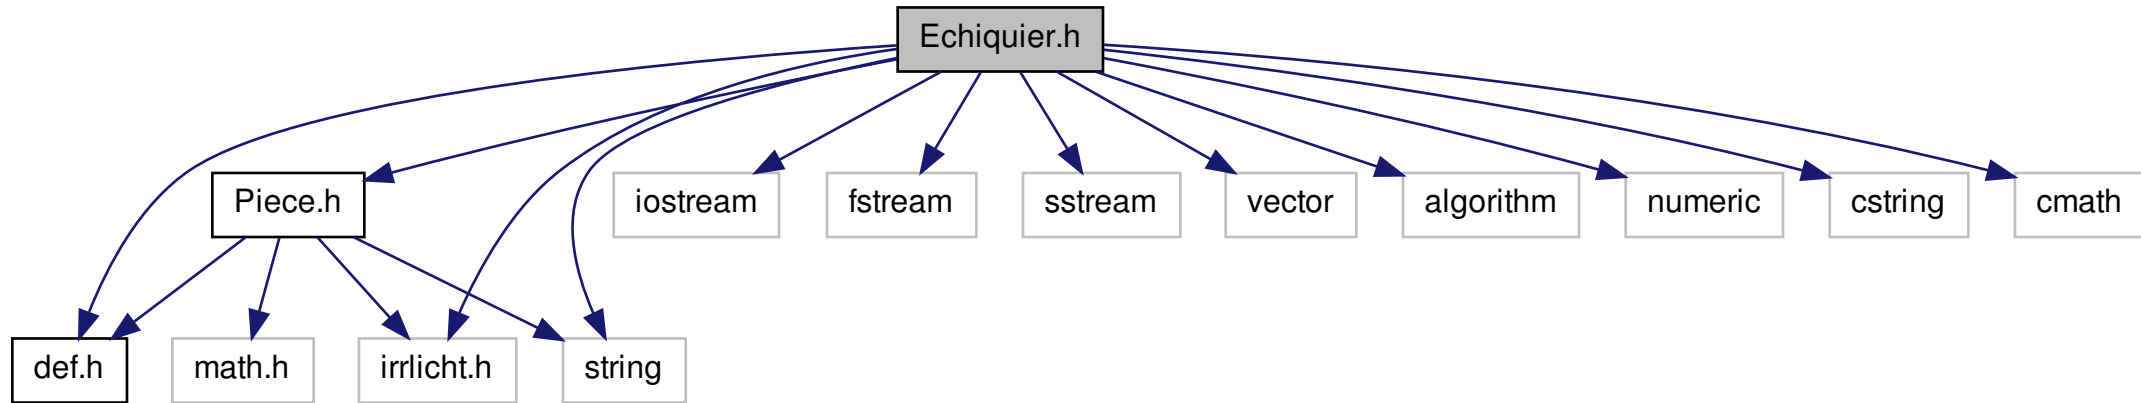 Echiquier.h
Piece.h
iostream
fstream
sstream
vector
algorithm
numeric
cstring
cmath
def.h
math.h
irrlicht.h
string